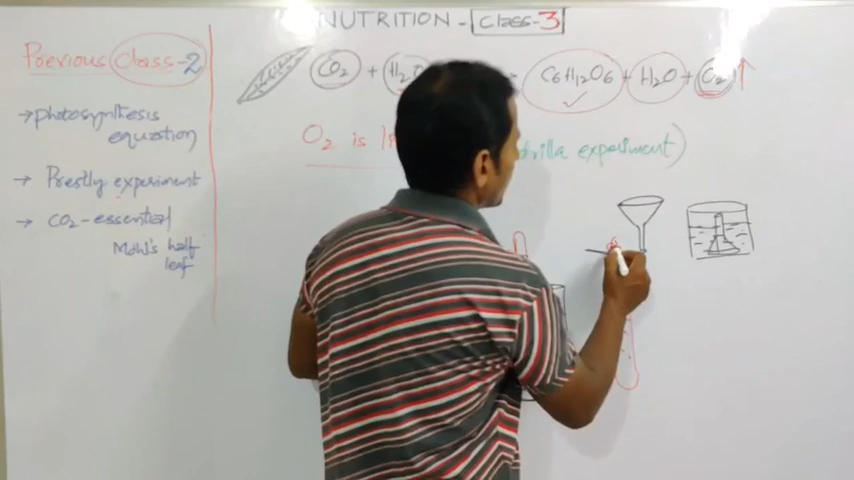 NUTRITION - Class-3
Previous Class-2
CO2 + H2O C6H12O6 + H2O + O2 ↑
→ photosynthesis
equation
O2 is drilla experiment)
→ Prestly experiment
→ CO2-essential
Mohl's half
leaf